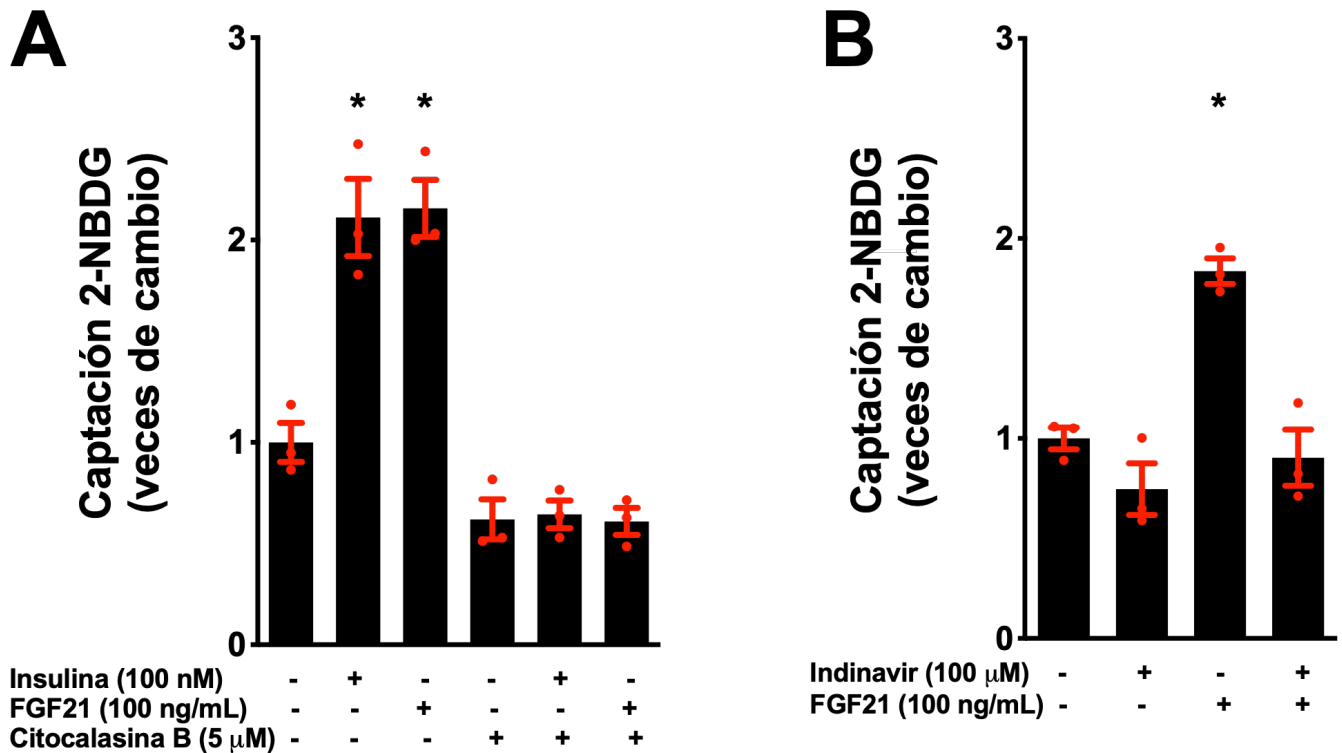 A
Captación 2-NBDG
(veces de cambio)
3
2
1
0
* *
Insulina (100 nM) - + - - + -
FGF21 (100 ng/mL) - - + - - +
Citocalasina B (5 μM) - - - + + +
B
Captación 2-NBDG
(veces de cambio)
3
2
1
0
*
Indinavir (100 μM) - + - +
FGF21 (100 ng/mL) - - + +